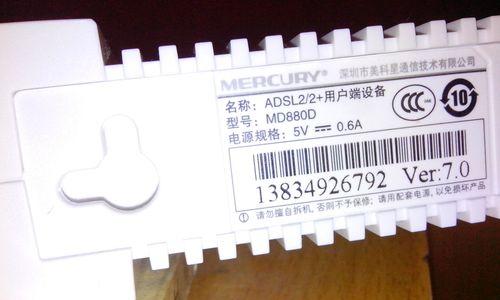 MERCURY 深圳市美科星通信技术有限公司
名称：ADSL2/2+用户端设备
型号：MD880D
电源规格：5V ⎓ 0.6A
CCC
10
13834926792 Ver:7.0
① 请勿擅自拆机，否则不予保修；请用配套电源，以免损坏产品